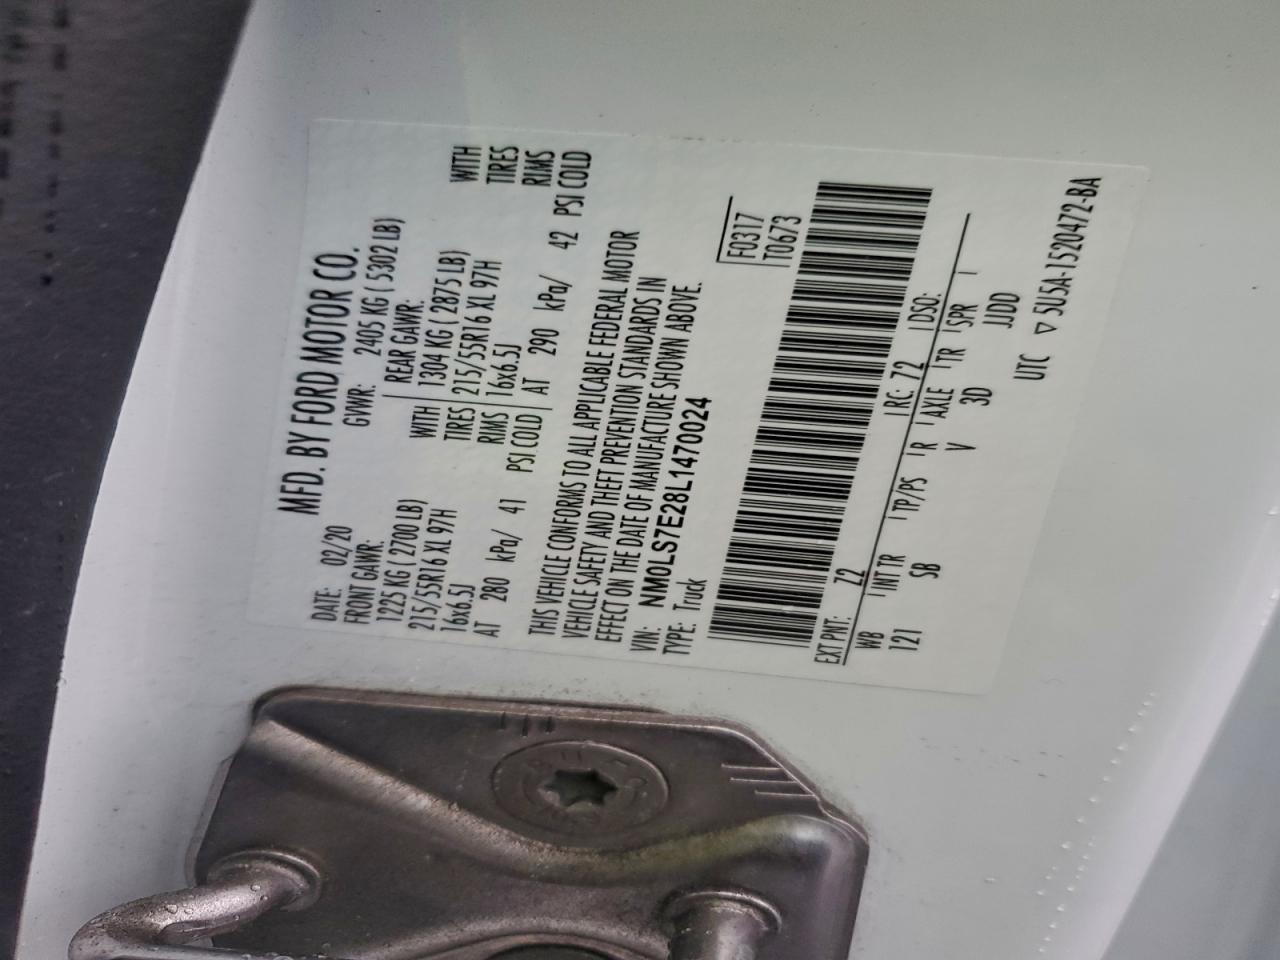 MFD. BY FORD MOTOR CO.
DATE: 02/20 GVWR: 2405 KG ( 5302 LB)
FRONT GAWR: REAR GAWR:
1225 KG ( 2700 LB) WITH 1304 KG ( 2875 LB) WITH
215/55R16 XL 97H TIRES 215/55R16 XL 97H TIRES
16x6.5J RIMS 16x6.5J RIMS
AT 280 kPa/ 41 PSI COLD AT 290 kPa/ 42 PSI COLD
THIS VEHICLE CONFORMS TO ALL APPLICABLE FEDERAL MOTOR
VEHICLE SAFETY AND THEFT PREVENTION STANDARDS IN
EFFECT ON THE DATE OF MANUFACTURE SHOWN ABOVE.
VIN: NM0LS7E28L1470024 F0317
TYPE: Truck T0673
EXT PNT: Z2 RC: 72 DSO:
WB INT TR TP/PS R AXLE TR SPR
121 SB V 3D JJDD
UTC ▽ 5U5A-1520472-BA